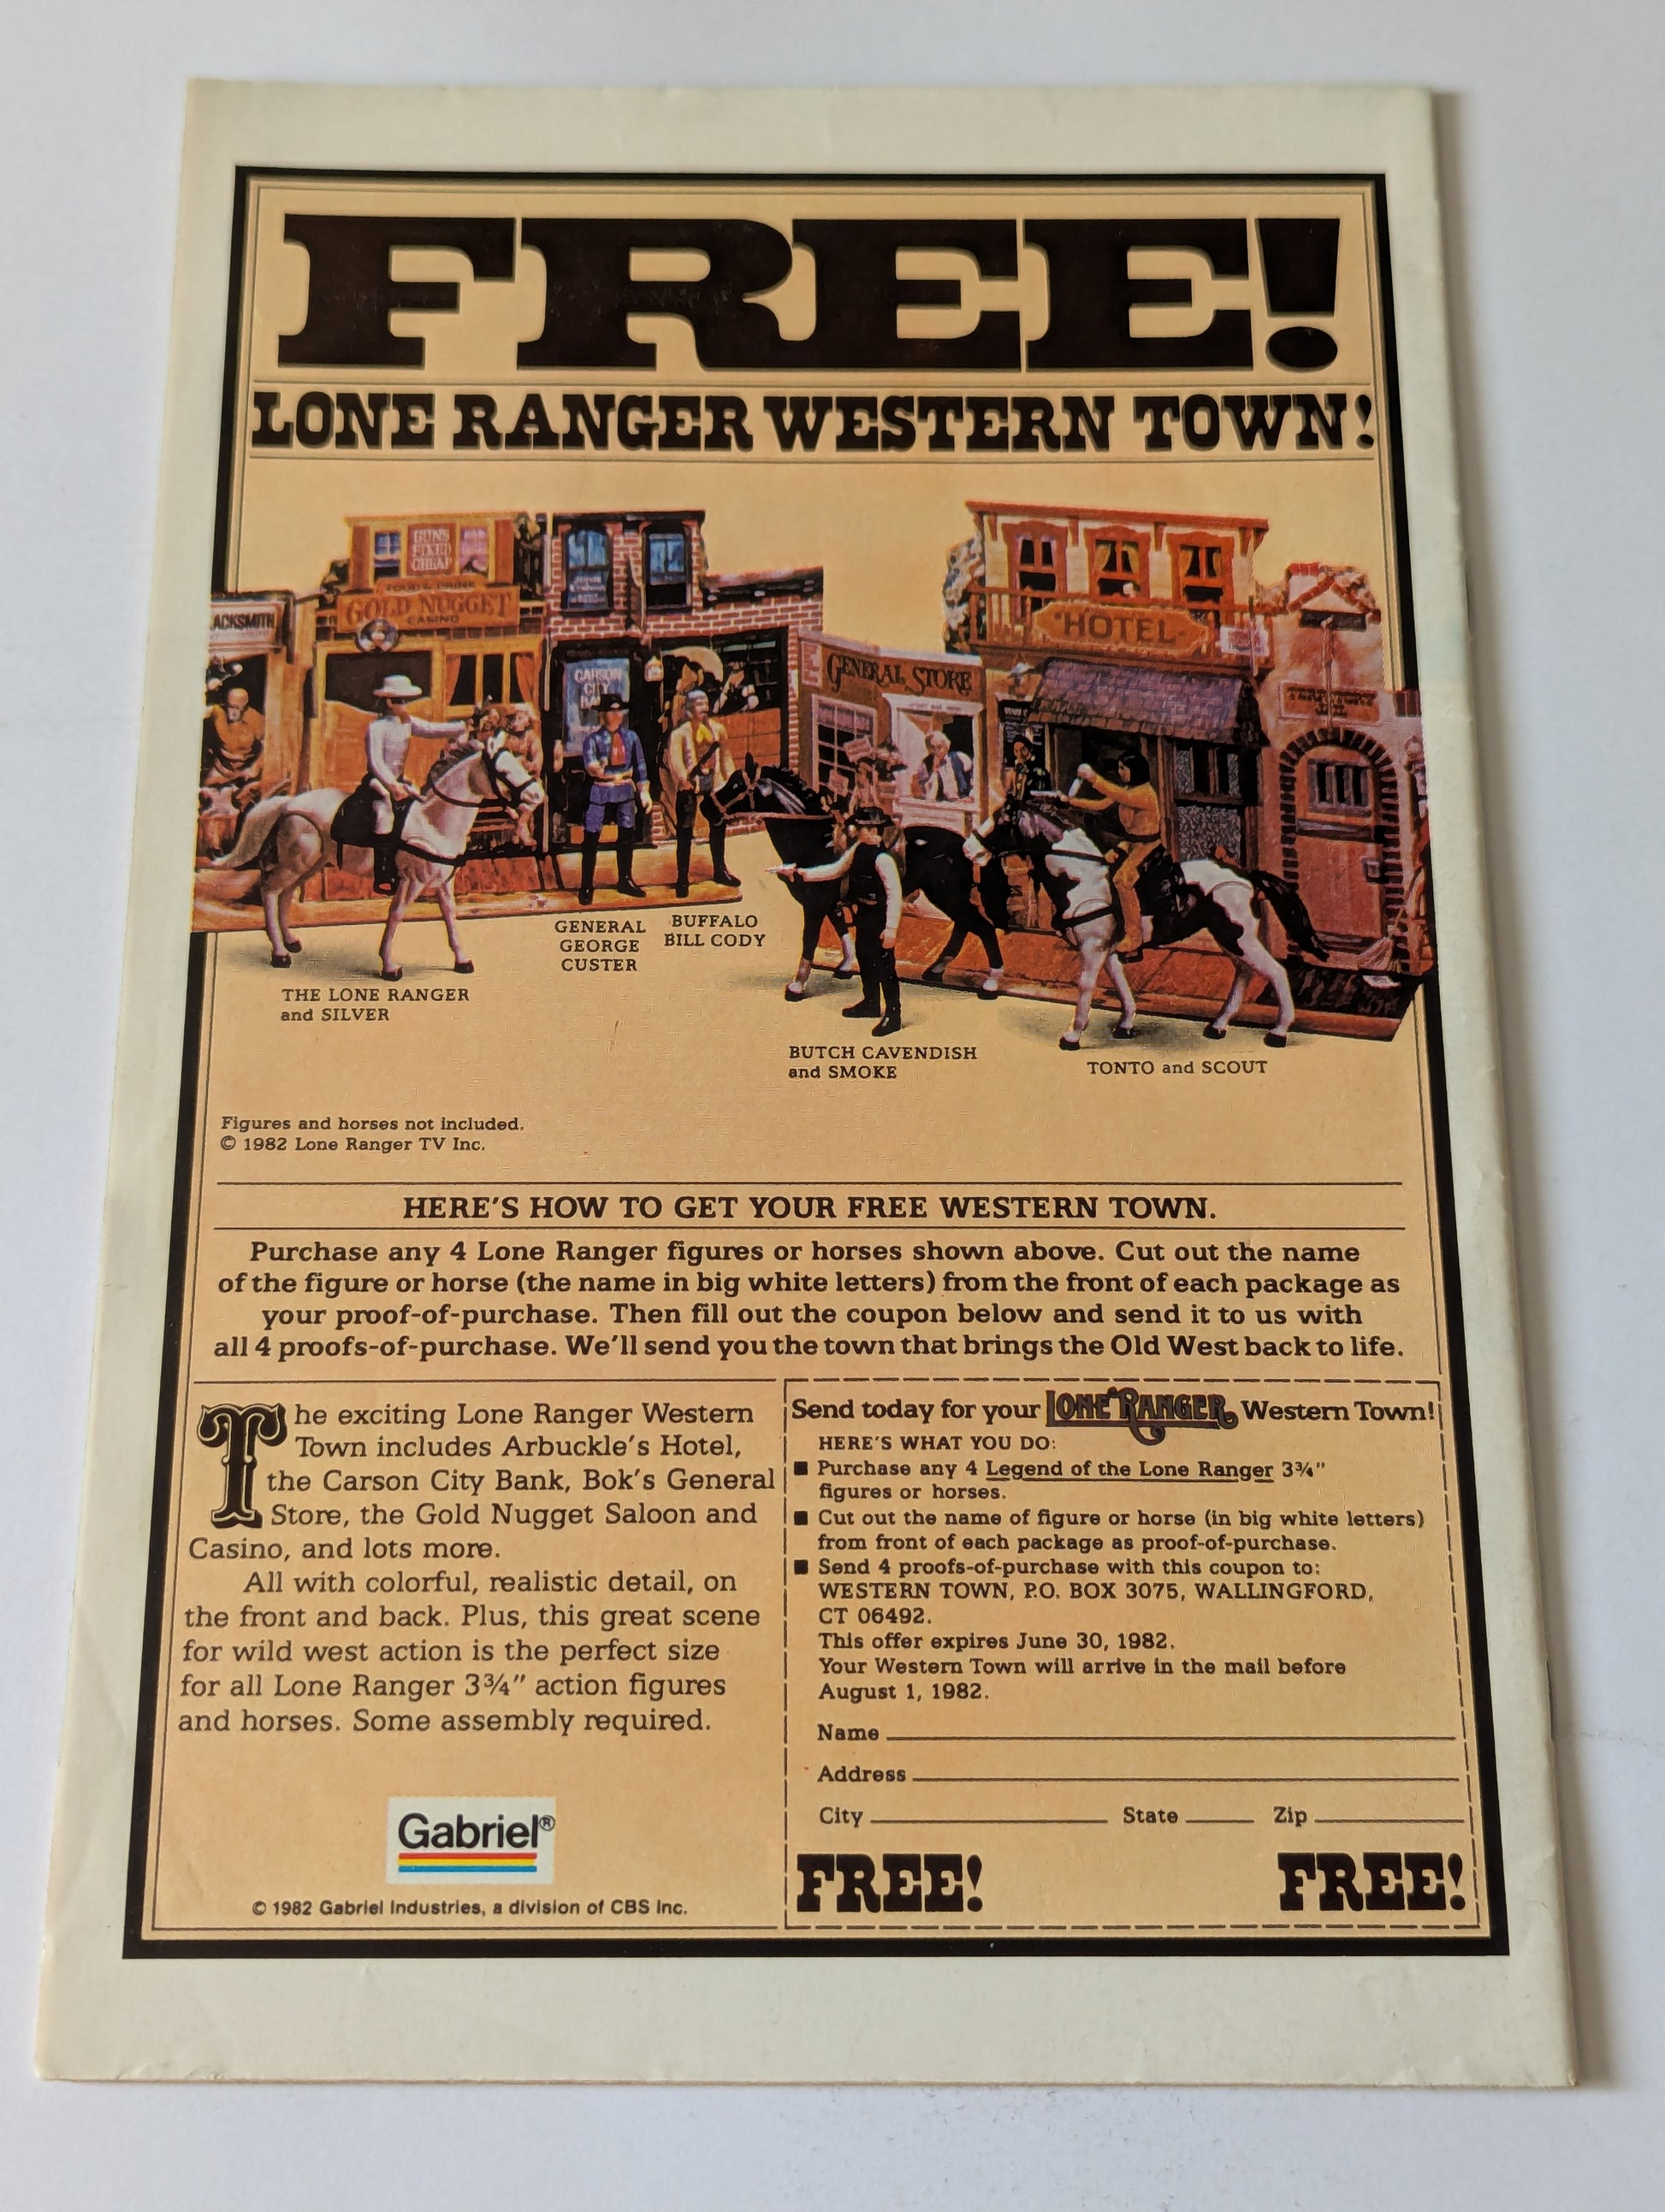 FREE!
LONE RANGER WESTERN TOWN!
GUNS
FIXED
CHEAP
FOOD & DRINK
GOLD NUGGET
CASINO
ACKSMITH
CARSON
CITY
GENERAL STORE
HOTEL
GENERAL
GEORGE
CUSTER
BUFFALO
BILL CODY
THE LONE RANGER
and SILVER
BUTCH CAVENDISH
and SMOKE
TONTO and SCOUT
Figures and horses not included.
© 1982 Lone Ranger TV Inc.
HERE'S HOW TO GET YOUR FREE WESTERN TOWN.
Purchase any 4 Lone Ranger figures or horses shown above. Cut out the name
of the figure or horse (the name in big white letters) from the front of each package as
your proof-of-purchase. Then fill out the coupon below and send it to us with
all 4 proofs-of-purchase. We'll send you the town that brings the Old West back to life.
The exciting Lone Ranger Western
Town includes Arbuckle's Hotel,
the Carson City Bank, Bok's General
Store, the Gold Nugget Saloon and
Casino, and lots more.
All with colorful, realistic detail, on
the front and back. Plus, this great scene
for wild west action is the perfect size
for all Lone Ranger 3¾" action figures
and horses. Some assembly required.
Gabriel®
© 1982 Gabriel Industries, a division of CBS Inc.
Send today for your LONE RANGER Western Town!
HERE'S WHAT YOU DO:
■ Purchase any 4 Legend of the Lone Ranger 3¾"
figures or horses.
■ Cut out the name of figure or horse (in big white letters)
from front of each package as proof-of-purchase.
■ Send 4 proofs-of-purchase with this coupon to:
WESTERN TOWN, P.O. BOX 3075, WALLINGFORD,
CT 06492.
This offer expires June 30, 1982.
Your Western Town will arrive in the mail before
August 1, 1982.
Name
Address
City State Zip
FREE! FREE!